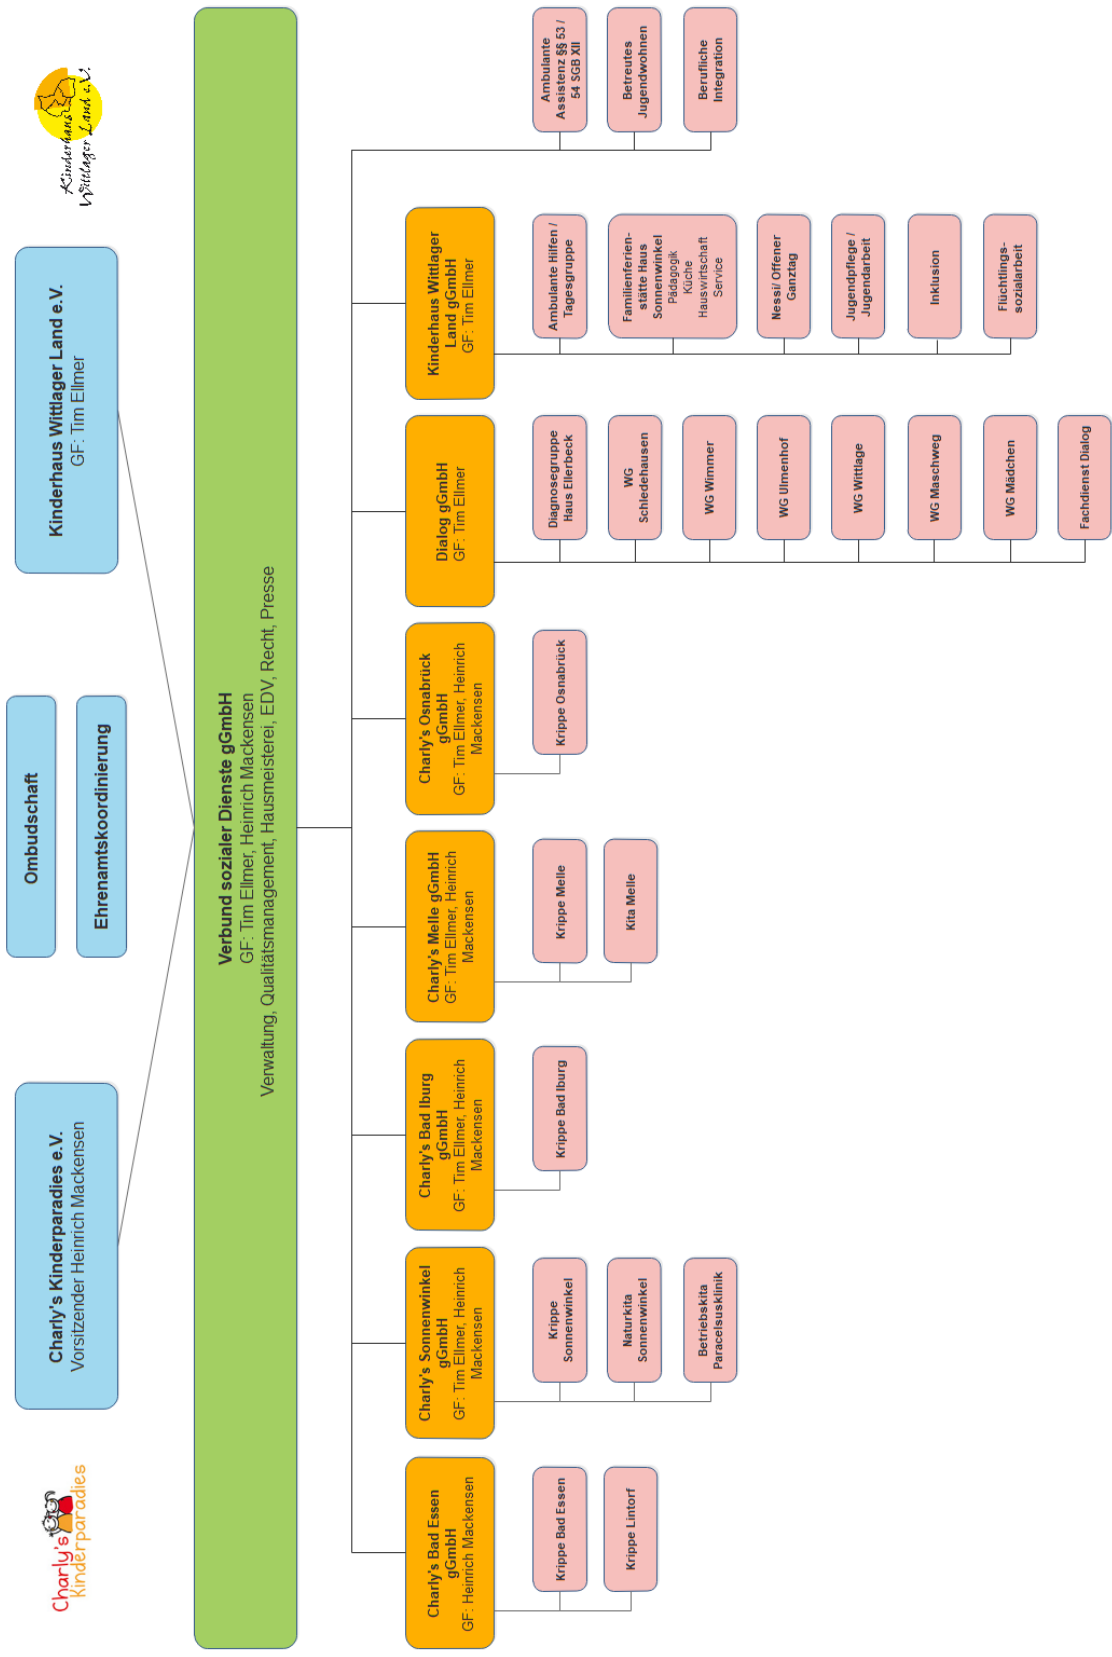 Charly's
Kinderparadies
Charly's Kinderparadies e.V.
Vorsitzender Heinrich Mackensen
Ombudschaft
Ehrenamtskoordinierung
Kinderhaus Wittlager Land e.V.
GF: Tim Ellmer
Kinderhaus
Wittlager Land e.V.
Verbund sozialer Dienste gGmbH
GF: Tim Ellmer, Heinrich Mackensen
Verwaltung, Qualitätsmanagement, Hausmeisterei, EDV, Recht, Presse
Charly's Bad Essen
gGmbH
GF: Heinrich Mackensen
Krippe Bad Essen
Krippe Lintorf
Charly's Sonnenwinkel
gGmbH
GF: Tim Ellmer, Heinrich
Mackensen
Krippe
Sonnenwinkel
Naturkita
Sonnenwinkel
Betriebskita
Paracelsusklinik
Charly's Bad Iburg
gGmbH
GF: Tim Ellmer, Heinrich
Mackensen
Krippe Bad Iburg
Charly's Melle gGmbH
GF: Tim Ellmer, Heinrich
Mackensen
Krippe Melle
Kita Melle
Charly's Osnabrück
gGmbH
GF: Tim Ellmer, Heinrich
Mackensen
Krippe Osnabrück
Dialog gGmbH
GF: Tim Ellmer
Diagnosegruppe
Haus Ellerbeck
WG
Schledehausen
WG Wimmer
WG Ulmenhof
WG Wittlage
WG Maschweg
WG Mädchen
Fachdienst Dialog
Kinderhaus Wittlager
Land gGmbH
GF: Tim Ellmer
Ambulante Hilfen /
Tagesgruppe
Familienferien-
stätte Haus
Sonnenwinkel
Pädagogik
Küche
Hauswirtschaft
Service
Nessi/ Offener
Ganztag
Jugendpflege /
Jugendarbeit
Inklusion
Flüchtlings-
sozialarbeit
Ambulante
Assistenz §§ 53 /
54 SGB XII
Betreutes
Jugendwohnen
Berufliche
Integration